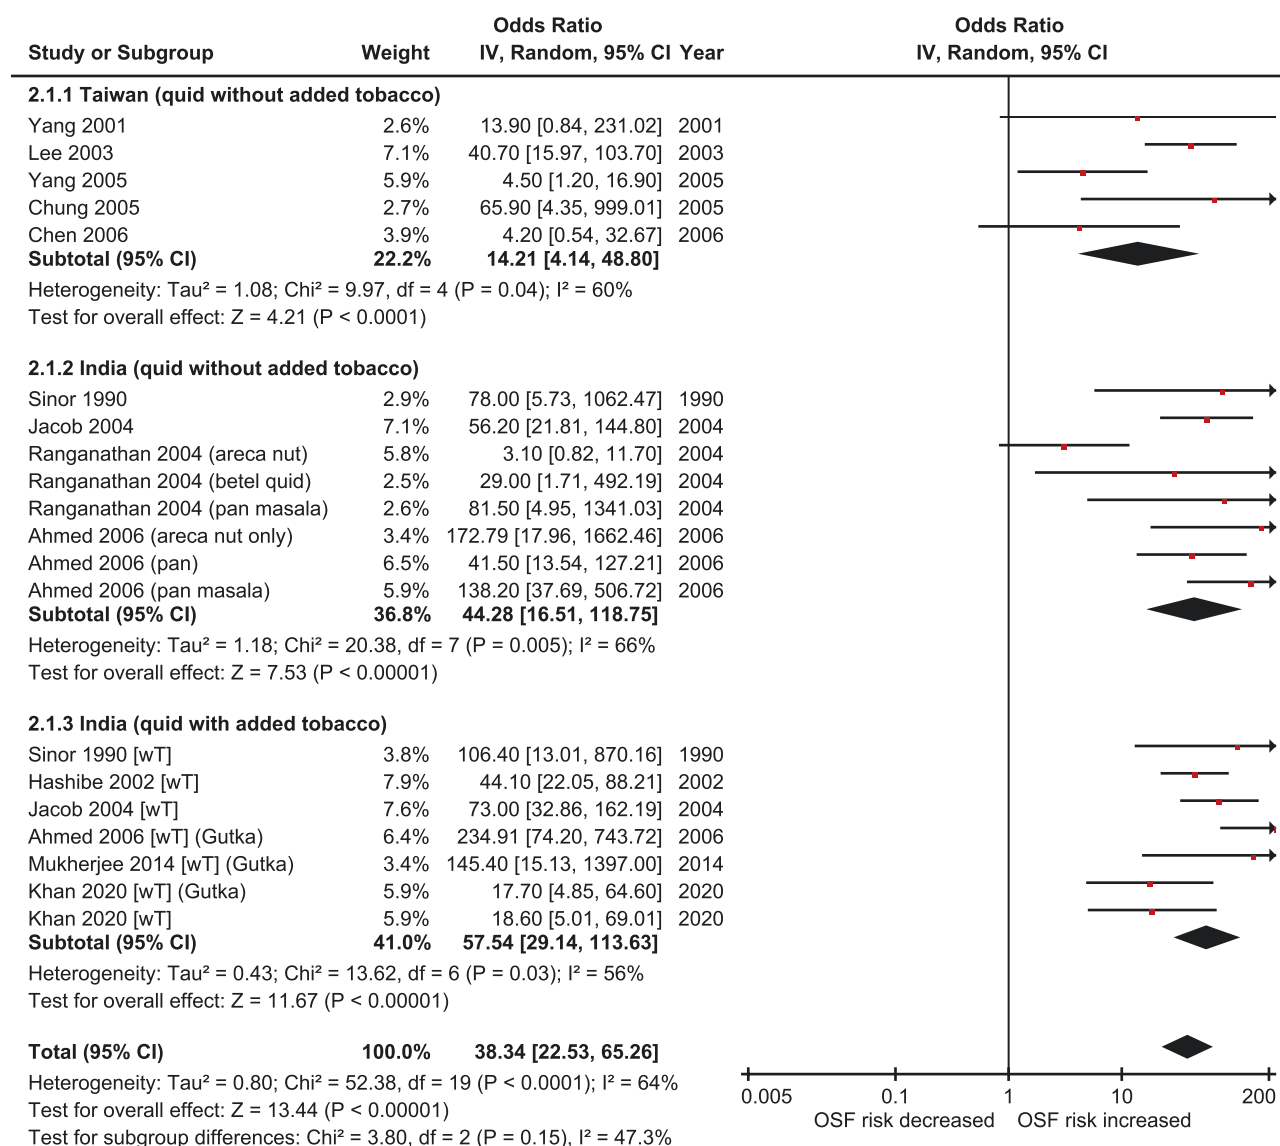 Odds Ratio Odds Ratio
Study or Subgroup Weight IV, Random, 95% CI Year IV, Random, 95% CI
2.1.1 Taiwan (quid without added tobacco)
Yang 2001 2.6% 13.90 [0.84, 231.02] 2001
Lee 2003 7.1% 40.70 [15.97, 103.70] 2003
Yang 2005 5.9% 4.50 [1.20, 16.90] 2005
Chung 2005 2.7% 65.90 [4.35, 999.01] 2005
Chen 2006 3.9% 4.20 [0.54, 32.67] 2006
Subtotal (95% CI) 22.2% 14.21 [4.14, 48.80]
Heterogeneity: Tau² = 1.08; Chi² = 9.97, df = 4 (P = 0.04); I² = 60%
Test for overall effect: Z = 4.21 (P < 0.0001)
2.1.2 India (quid without added tobacco)
Sinor 1990 2.9% 78.00 [5.73, 1062.47] 1990
Jacob 2004 7.1% 56.20 [21.81, 144.80] 2004
Ranganathan 2004 (areca nut) 5.8% 3.10 [0.82, 11.70] 2004
Ranganathan 2004 (betel quid) 2.5% 29.00 [1.71, 492.19] 2004
Ranganathan 2004 (pan masala) 2.6% 81.50 [4.95, 1341.03] 2004
Ahmed 2006 (areca nut only) 3.4% 172.79 [17.96, 1662.46] 2006
Ahmed 2006 (pan) 6.5% 41.50 [13.54, 127.21] 2006
Ahmed 2006 (pan masala) 5.9% 138.20 [37.69, 506.72] 2006
Subtotal (95% CI) 36.8% 44.28 [16.51, 118.75]
Heterogeneity: Tau² = 1.18; Chi² = 20.38, df = 7 (P = 0.005); I² = 66%
Test for overall effect: Z = 7.53 (P < 0.00001)
2.1.3 India (quid with added tobacco)
Sinor 1990 [wT] 3.8% 106.40 [13.01, 870.16] 1990
Hashibe 2002 [wT] 7.9% 44.10 [22.05, 88.21] 2002
Jacob 2004 [wT] 7.6% 73.00 [32.86, 162.19] 2004
Ahmed 2006 [wT] (Gutka) 6.4% 234.91 [74.20, 743.72] 2006
Mukherjee 2014 [wT] (Gutka) 3.4% 145.40 [15.13, 1397.00] 2014
Khan 2020 [wT] (Gutka) 5.9% 17.70 [4.85, 64.60] 2020
Khan 2020 [wT] 5.9% 18.60 [5.01, 69.01] 2020
Subtotal (95% CI) 41.0% 57.54 [29.14, 113.63]
Heterogeneity: Tau² = 0.43; Chi² = 13.62, df = 6 (P = 0.03); I² = 56%
Test for overall effect: Z = 11.67 (P < 0.00001)
Total (95% CI) 100.0% 38.34 [22.53, 65.26]
Heterogeneity: Tau² = 0.80; Chi² = 52.38, df = 19 (P < 0.0001); I² = 64%
0.005 0.1 1 10 200
Test for overall effect: Z = 13.44 (P < 0.00001)
OSF risk decreased OSF risk increased
Test for subgroup differences: Chi² = 3.80, df = 2 (P = 0.15), I² = 47.3%